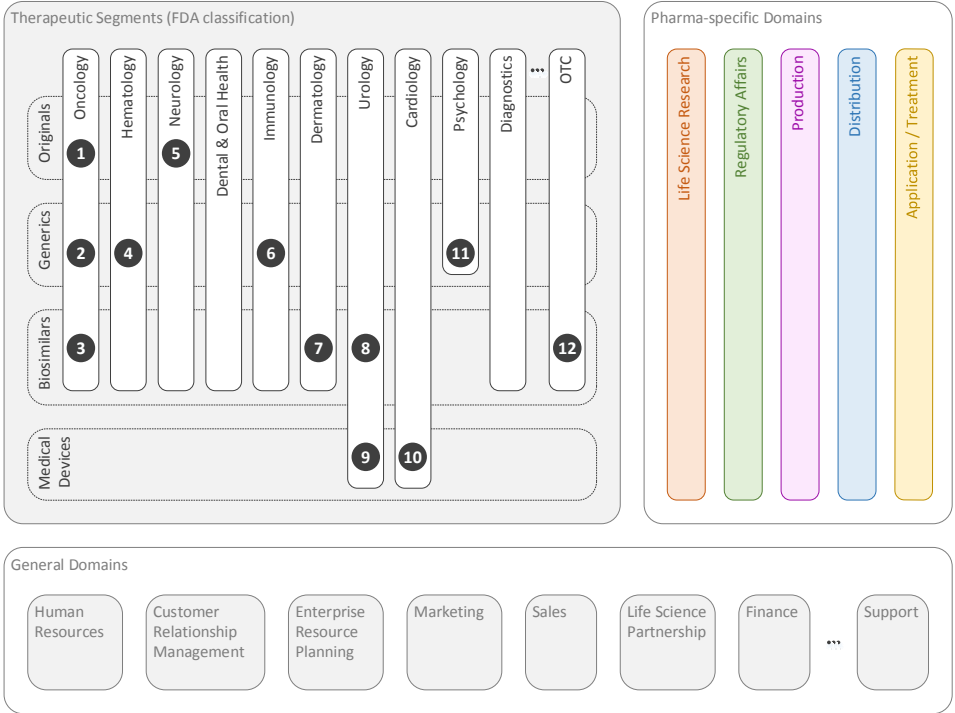 Therapeutic Segments (FDA classification)
Oncology
Hematology
Neurology
Dental & Oral Health
Immunology
Dermatology
Urology
Cardiology
Psychology
Diagnostics
...
OTC
Originals
1
5
Generics
2
4
6
11
Biosimilars
3
7
8
12
Medical
Devices
9
10
Pharma-specific Domains
Life Science Research
Regulatory Affairs
Production
Distribution
Application / Treatment
General Domains
Human
Resources
Customer
Relationship
Management
Enterprise
Resource
Planning
Marketing
Sales
Life Science
Partnership
Finance
...
Support